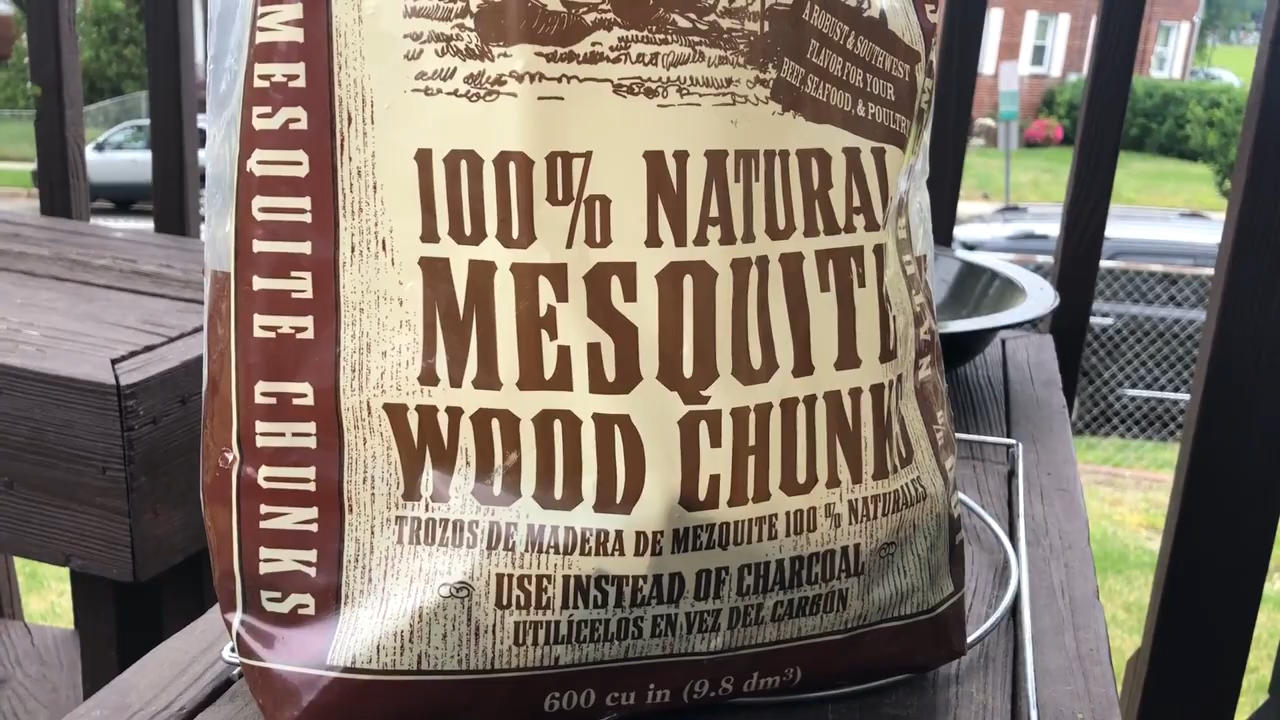 MESQUITE CHUNKS
A ROBUST & SOUTHWEST
FLAVOR FOR YOUR
BEEF, SEAFOOD, & POULTRY
100% NATURAL
MESQUITE
WOOD CHUNKS
TROZOS DE MADERA DE MEZQUITE 100 % NATURALES
USE INSTEAD OF CHARCOAL
UTILÍCELOS EN VEZ DEL CARBÓN
600 cu in (9.8 dm³)